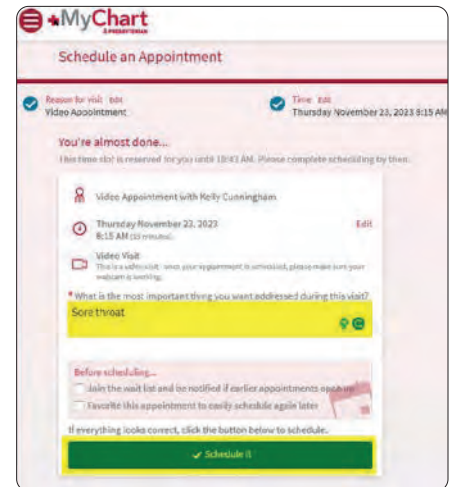 MyChart
PRESBYTERIAN
Schedule an Appointment
Reason for visit Edit
Video Appointment
Time Edit
Thursday November 23, 2023 8:15 AM
You're almost done...
This time slot is reserved for you until 10:43 AM. Please complete scheduling by then.
Video Appointment with Kelly Cunningham
Thursday November 23, 2023
Edit
8:15 AM (15 minutes)
Video Visit
This is a video visit - once your appointment is scheduled, please make sure your
webcam is working.
* What is the most important thing you want addressed during this visit?
Sore throat
Before scheduling...
Join the wait list and be notified if earlier appointments open up
Favorite this appointment to easily schedule again later
If everything looks correct, click the button below to schedule.
Schedule it